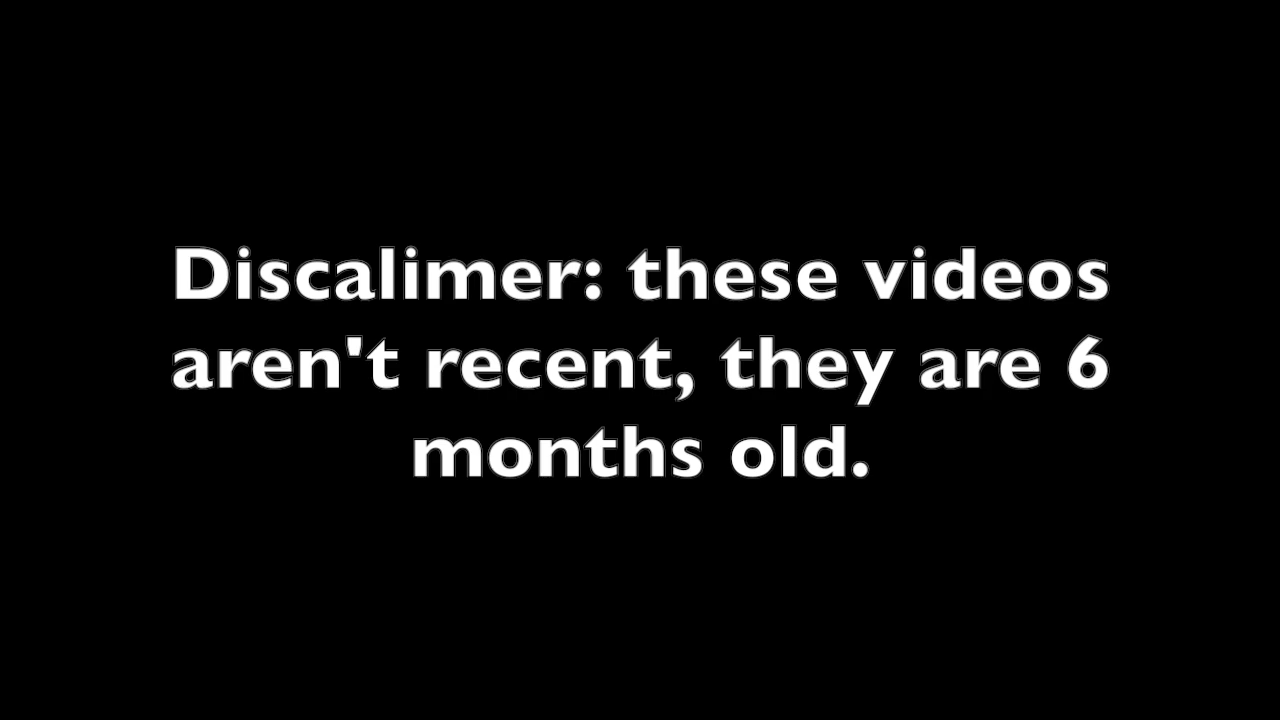 Discalimer: these videos
aren't recent, they are 6
months old.